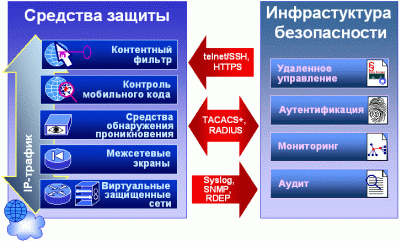 Средства защиты
Контентный
фильтр
Контроль
мобильного кода
Средства
обнаружения
проникновения
Межсетевые
экраны
Виртуальные
защищенные
сети
IP-трафик
telnet/SSH,
HTTPS
TACACS+,
RADIUS
Syslog,
SNMP,
RDEP
Инфрастуктура
безопасности
Удаленное
управление
Аутентификация
Мониторинг
Аудит